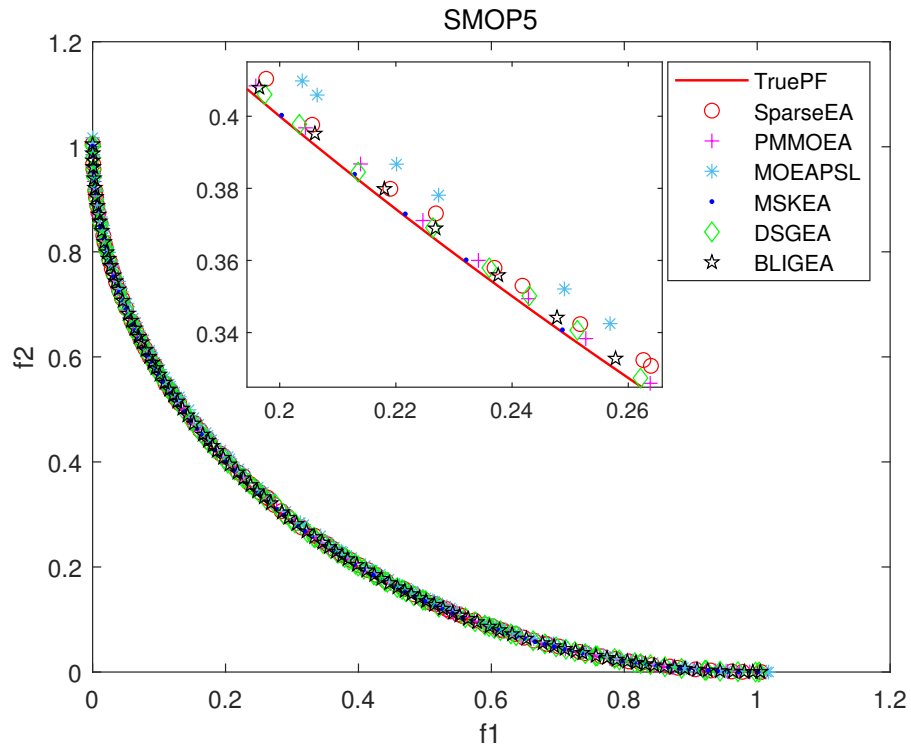 SMOP5
1.2
1
0.8
0.6
0.4
0.2
0
f2
0.4
0.38
0.36
0.34
0.2
0.22
0.24
0.26
TruePF
SparseEA
PMMOEA
MOEAPSL
MSKEA
DSGEA
BLIGEA
0
0.2
0.4
0.6
0.8
1
1.2
f1